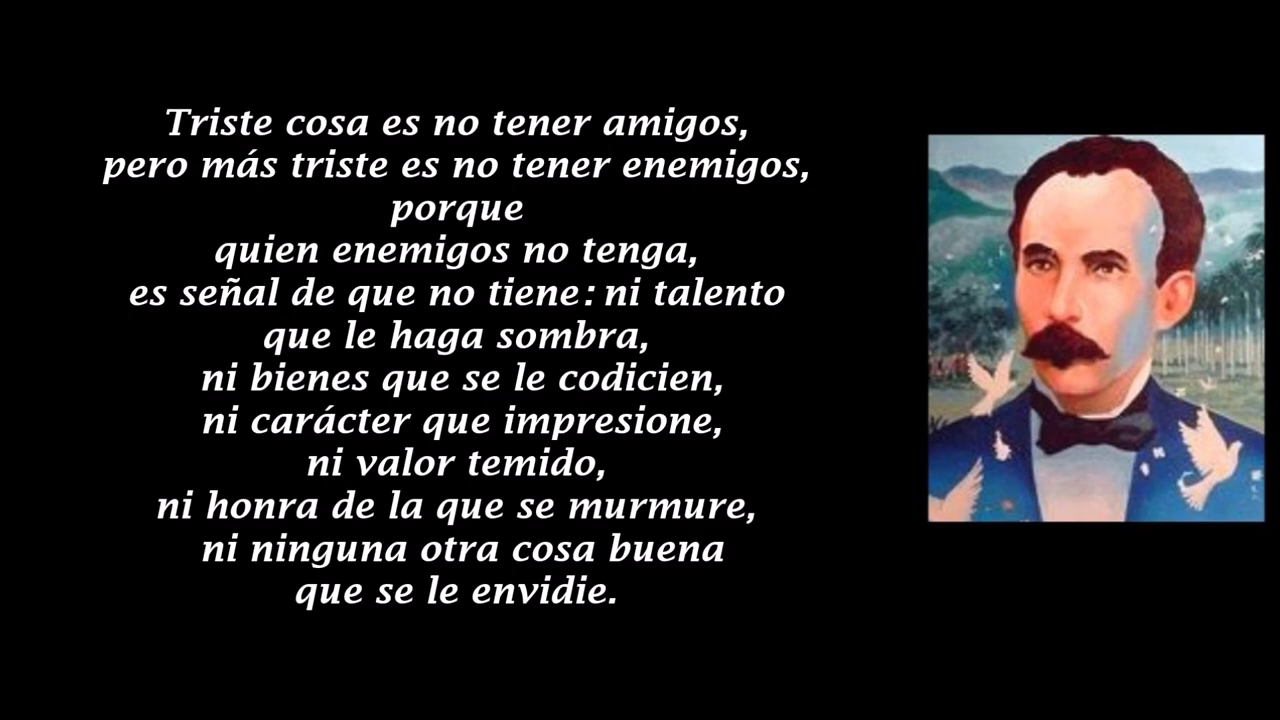 Triste cosa es no tener amigos,
pero más triste es no tener enemigos,
porque
quien enemigos no tenga,
es señal de que no tiene: ni talento
que le haga sombra,
ni bienes que se le codicien,
ni carácter que impresione,
ni valor temido,
ni honra de la que se murmure,
ni ninguna otra cosa buena
que se le envidie.